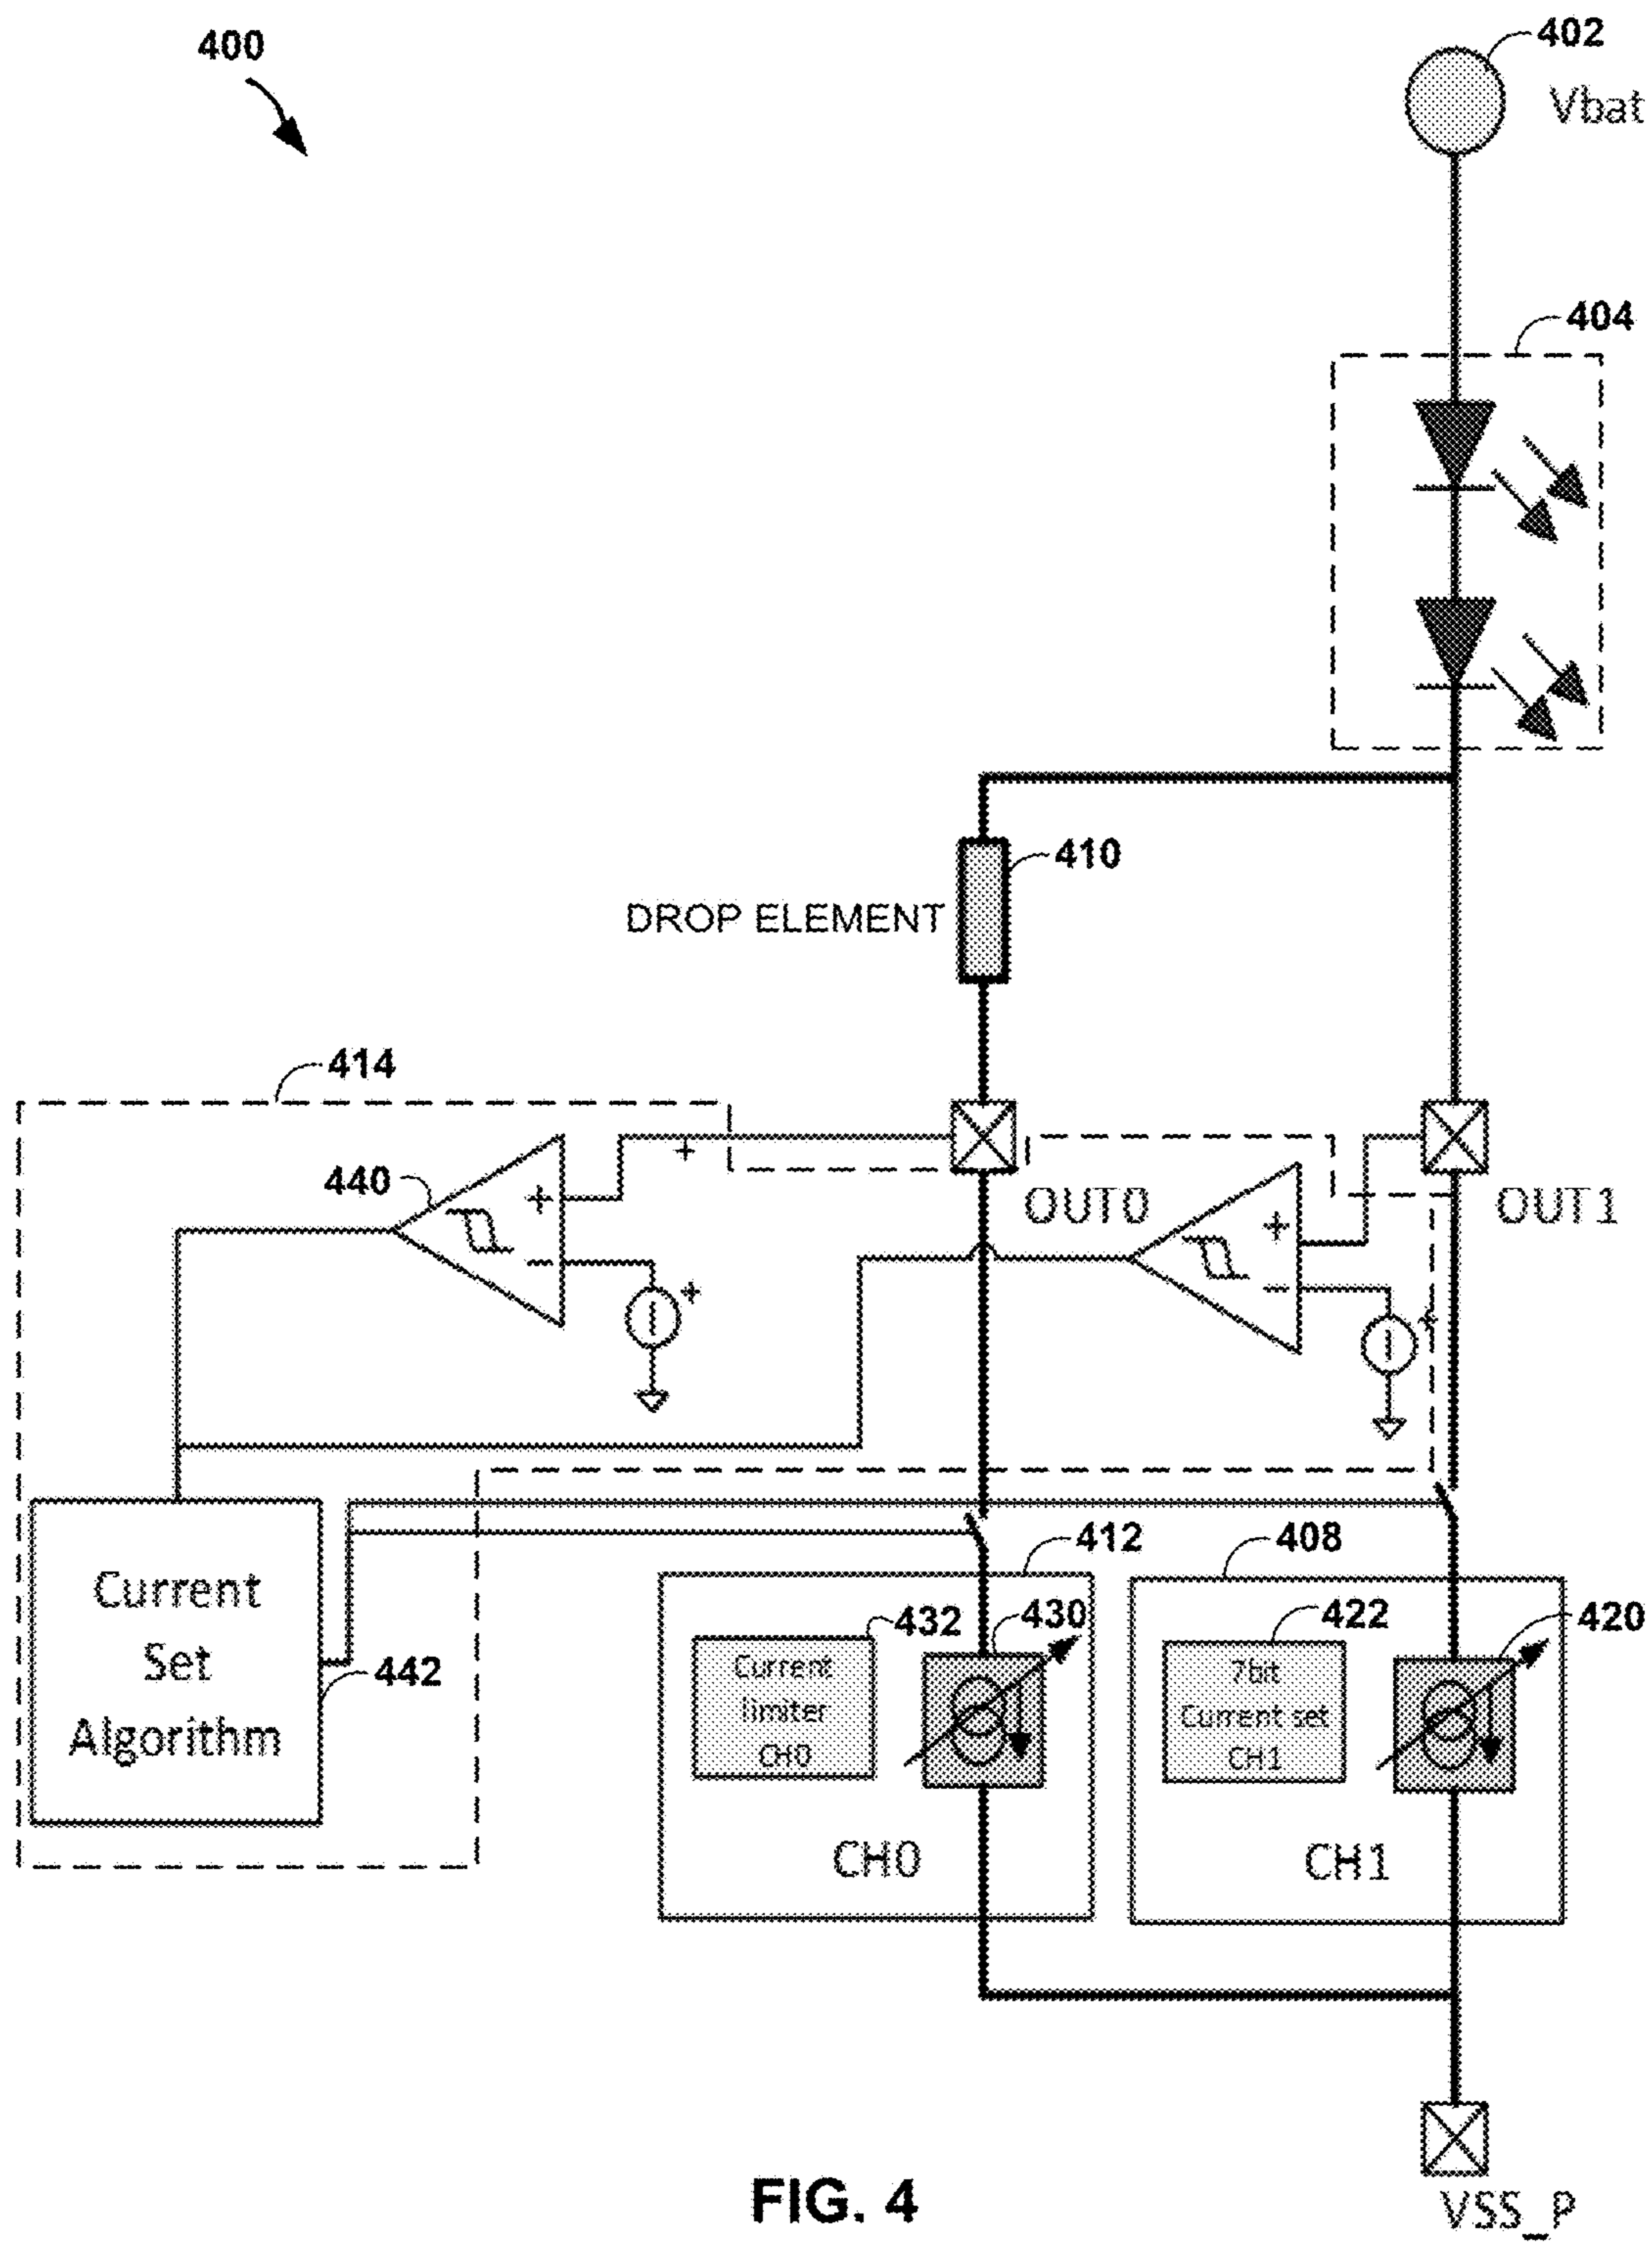 400
402
Vbat
404
410
DROP ELEMENT
414
440
+
+
−
+
OUT0
+
−
+
OUT1
Current
Set
Algorithm
442
412
408
432
430
Current
limiter
CH0
422
420
7bit
Current set
CH1
CH0
CH1
FIG. 4
VSS_P